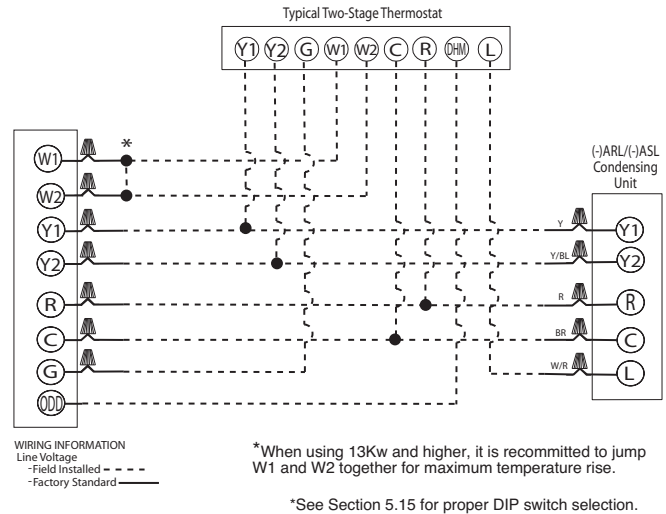 Typical Two-Stage Thermostat
Y1 Y2 G W1 W2 C R DHM L
(-)ARL/(-)ASL
Condensing
Unit
*
W1
W2
Y1
Y2
R
C
G
ODD
Y
Y/BL
R
BR
W/R
Y1
Y2
R
C
L
WIRING INFORMATION
Line Voltage
-Field Installed
-Factory Standard
*When using 13Kw and higher, it is recommitted to jump
W1 and W2 together for maximum temperature rise.
*See Section 5.15 for proper DIP switch selection.